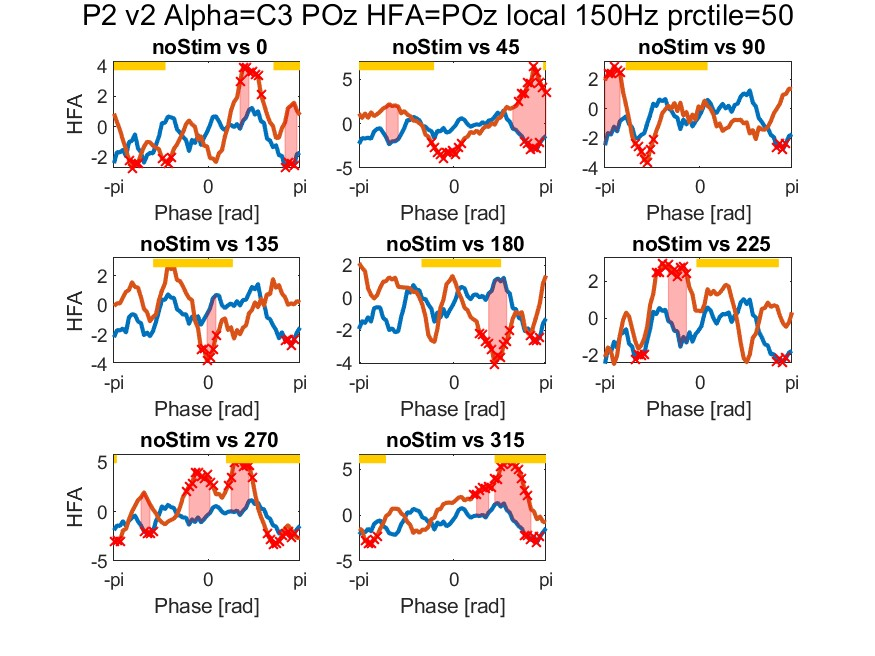 P2 v2 Alpha=C3 POz HFA=POz local 150Hz prctile=50
noStim vs 0
noStim vs 45
noStim vs 90
4
2
0
-2
HFA
-pi
0
pi
Phase [rad]
5
0
-5
-pi
0
pi
Phase [rad]
2
0
-2
-4
-pi
0
pi
Phase [rad]
noStim vs 135
noStim vs 180
noStim vs 225
2
0
-2
-4
HFA
-pi
0
pi
Phase [rad]
2
0
-2
-4
-pi
0
pi
Phase [rad]
2
0
-2
-pi
0
pi
Phase [rad]
noStim vs 270
noStim vs 315
5
0
-5
HFA
-pi
0
pi
Phase [rad]
5
0
-5
-pi
0
pi
Phase [rad]